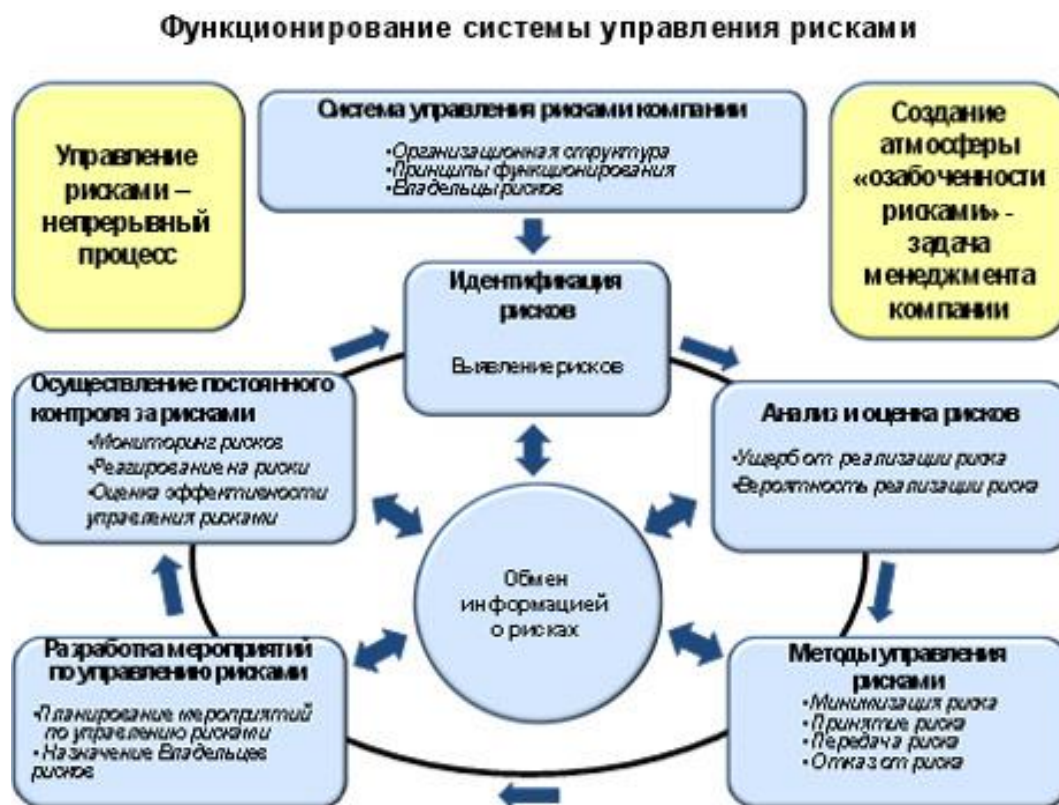 Функционирование системы управления рисками
Управление
рисками –
непрерывный
процесс
Система управления рисками компании
•Организационная структура
•Принципы функционирования
•Владельцы рисков
Создание
атмосферы
«озабоченности
рисками» -
задача
менеджмента
компании
Идентификация
рисков
Выявление рисков
Анализ и оценка рисков
•Ущерб от реализации риска
•Вероятность реализации риска
Методы управления
рисками
•Минимизация риска
•Принятие риска
•Передача риска
•Отказ от риска
Разработка мероприятий
по управлению рисками
•Планирование мероприятий
по управлению рисками
•Назначение Владельцев
рисков
Осуществление постоянного
контроля за рисками
•Мониторинг рисков
•Реагирование на риски
•Оценка эффективности
управления рисками
Обмен
информацией
о рисках